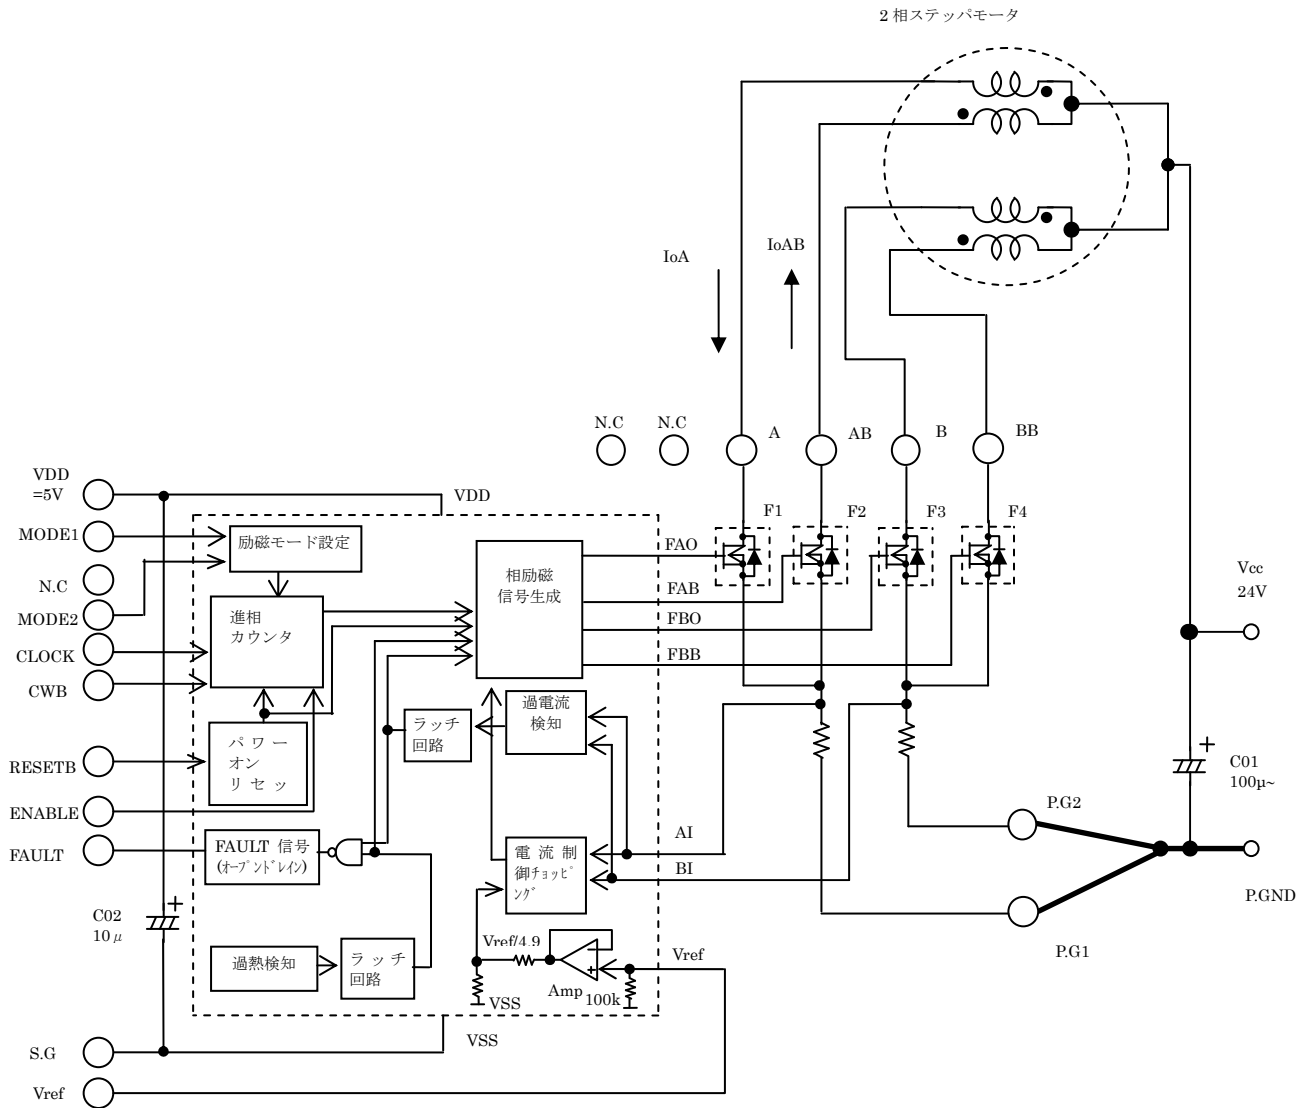 2 相ステッパモータ
IoA
IoAB
N.C
N.C
A
AB
B
BB
VDD
=5V
VDD
MODE1
N.C
MODE2
CLOCK
CWB
RESETB
ENABLE
FAULT
励磁モード設定
進相
カウンタ
パワー
オン
リセッ
相励磁
信号生成
FAO
FAB
FBO
FBB
F1
F2
F3
F4
Vcc
24V
ラッチ
回路
過電流
検知
FAULT 信号
(オープンドレイン)
電流制
御チョッピ
ング
AI
BI
P.G2
C01
100μ~
P.GND
P.G1
C02
10μ
過熱検知
ラッチ
回路
Vref/4.9
VSS
Amp
100k
Vref
VSS
S.G
Vref